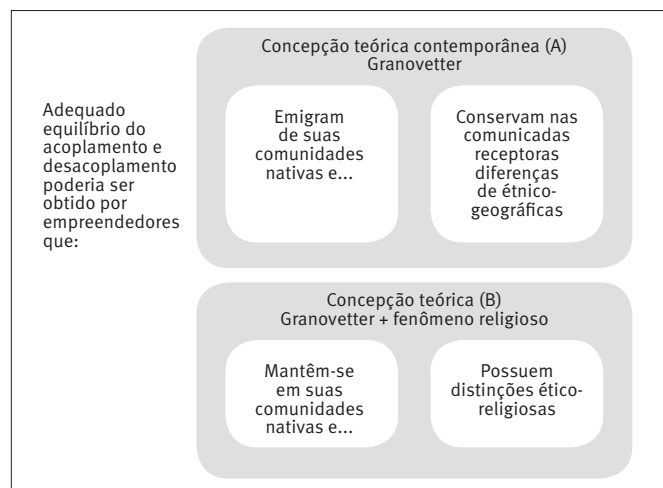 Adequado
equilíbrio do
acoplamento e
desacoplamento
poderia ser
obtido por
empreendedores
que:
Concepção teórica contemporânea (A)
Granovetter
Emigram
de suas
comunidades
nativas e...
Conservam nas
comunicadas
receptoras
diferenças
de étnico-
geográficas
Concepção teórica (B)
Granovetter + fenômeno religioso
Mantêm-se
em suas
comunidades
nativas e...
Possuem
distinções ético-
religiosas